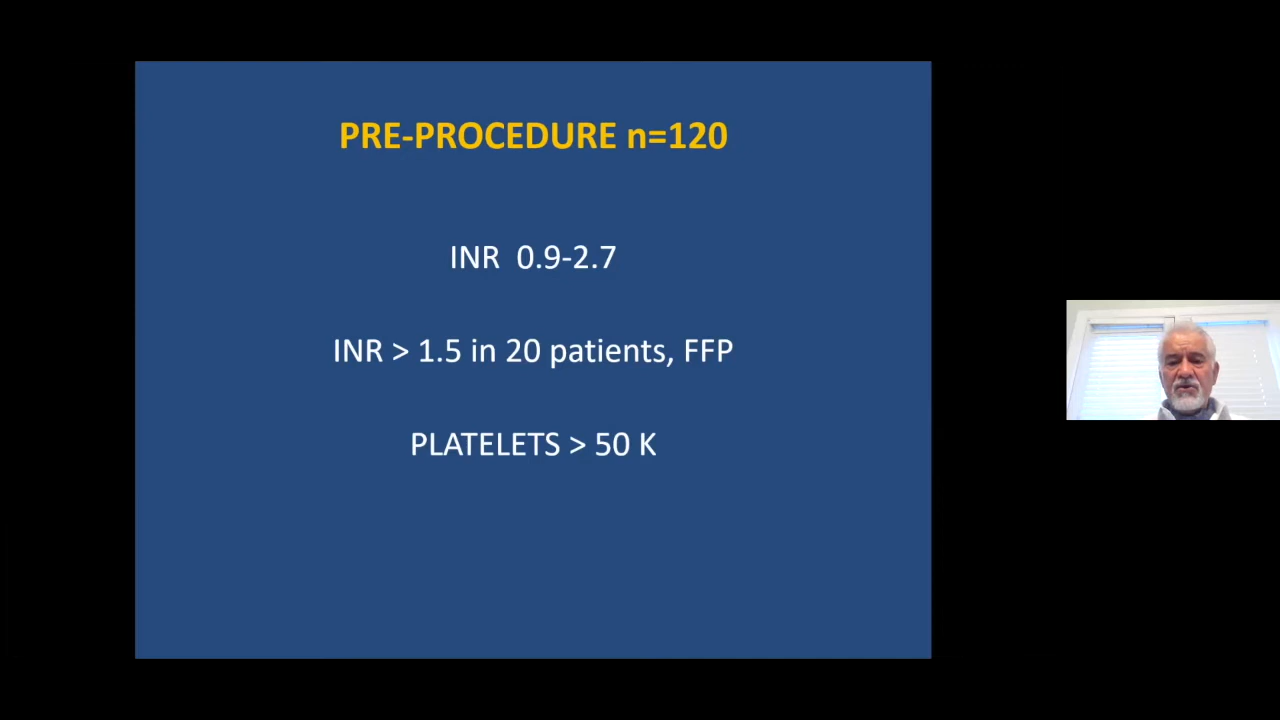 PRE-PROCEDURE n=120
INR 0.9-2.7
INR > 1.5 in 20 patients, FFP
PLATELETS > 50 K